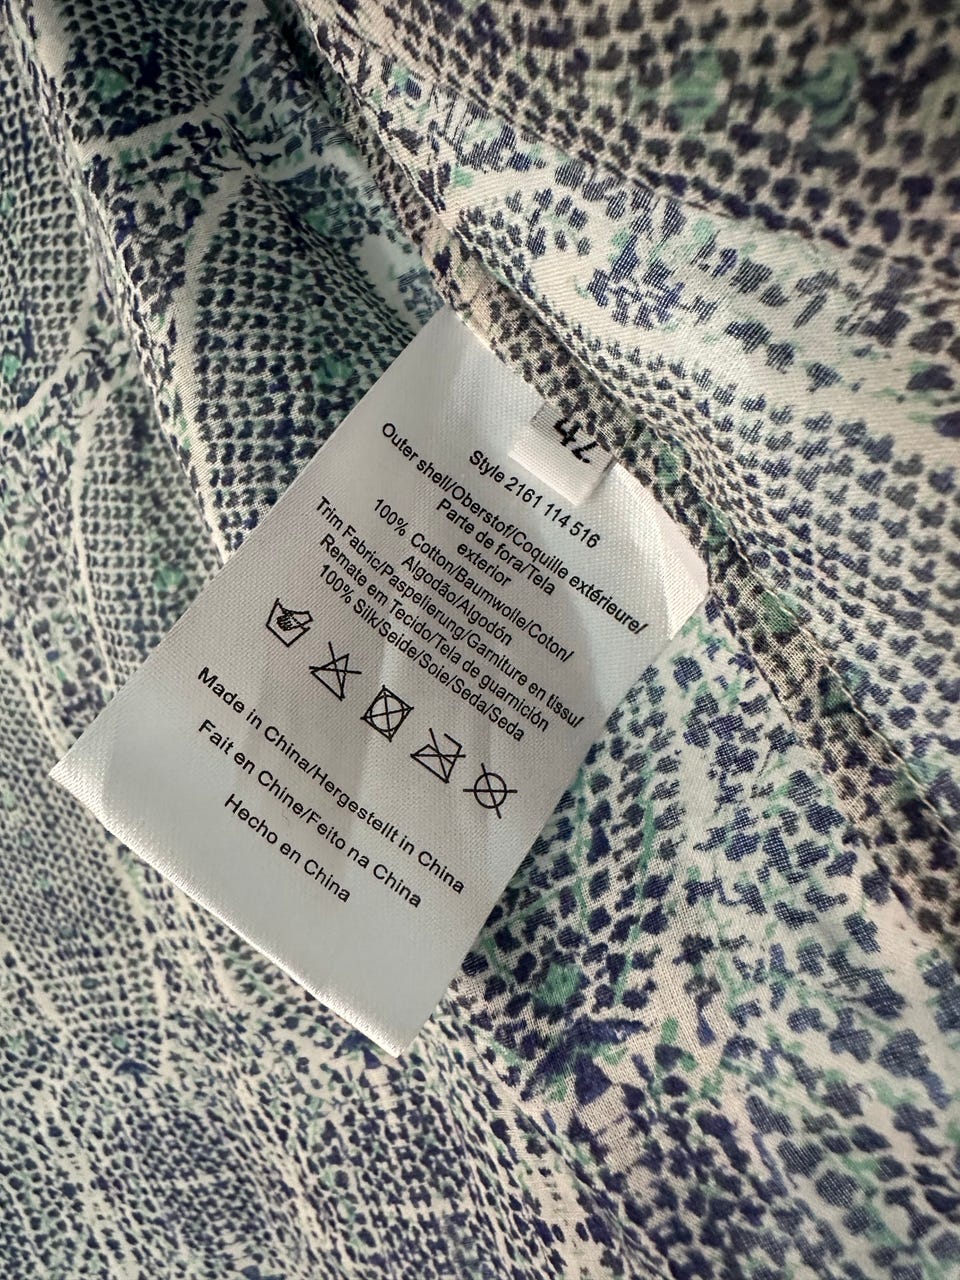 42
Style 2161 114 516
Outer shell/Oberstof/Coquille extérieure/
Parte de fora/Tela
exterior
100% Cotton/Baumwolle/Coton/
Algodão/Algodón
Trim Fabric/Paspelierung/Garniture en tissu/
Remate em Tecido/Tela de guarnición
100% Silk/Seide/Soie/Seda/Seda
Made in China/Hergestellt in China
Fait en Chine/Feito na China
Hecho en China